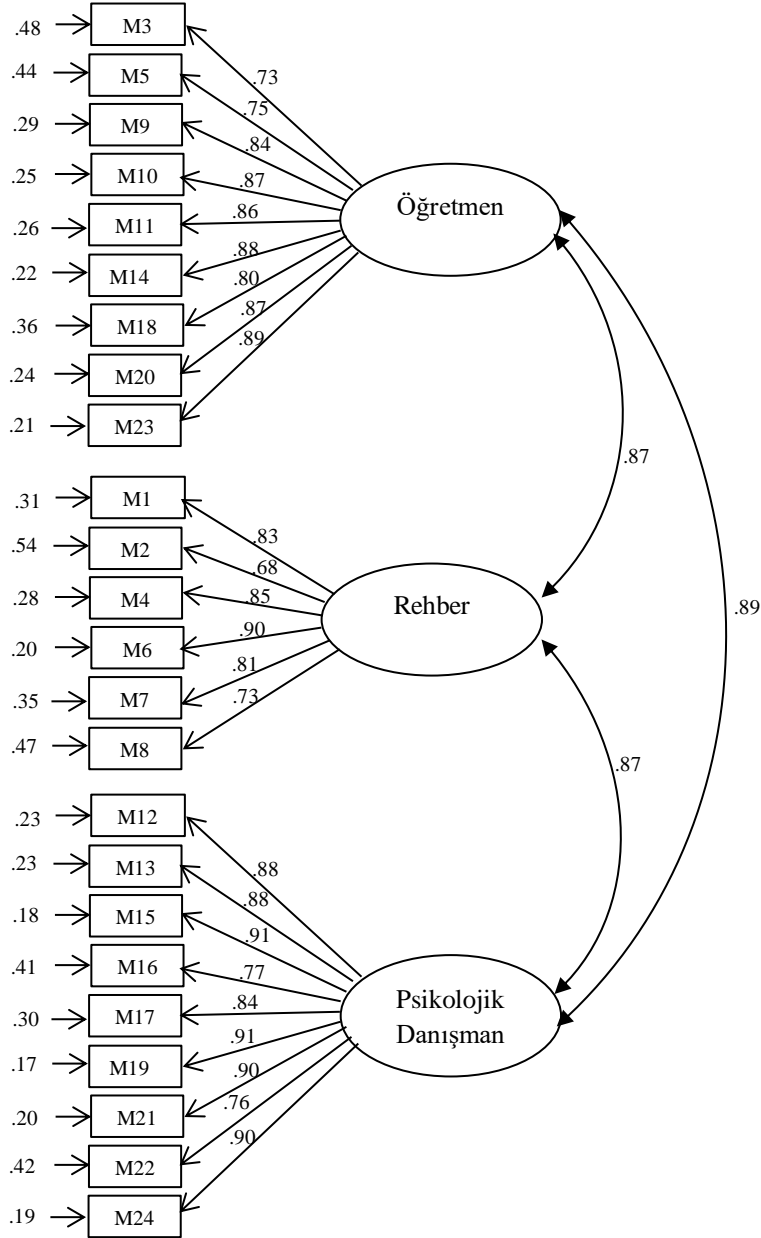 .48 M3
.73
.44 M5
.75
.29 M9
.84
.25 M10
.87
.26 M11
.86
.22 M14
.88
.36 M18
.80
.24 M20
.87
.21 M23
.89
Öğretmen
.87
.89
.31 M1
.83
.54 M2
.68
.28 M4
.85
.20 M6
.90
.35 M7
.81
.47 M8
.73
Rehber
.87
.23 M12
.88
.23 M13
.88
.18 M15
.91
.41 M16
.77
.30 M17
.84
.17 M19
.91
.20 M21
.90
.42 M22
.76
.19 M24
.90
Psikolojik
Danışman